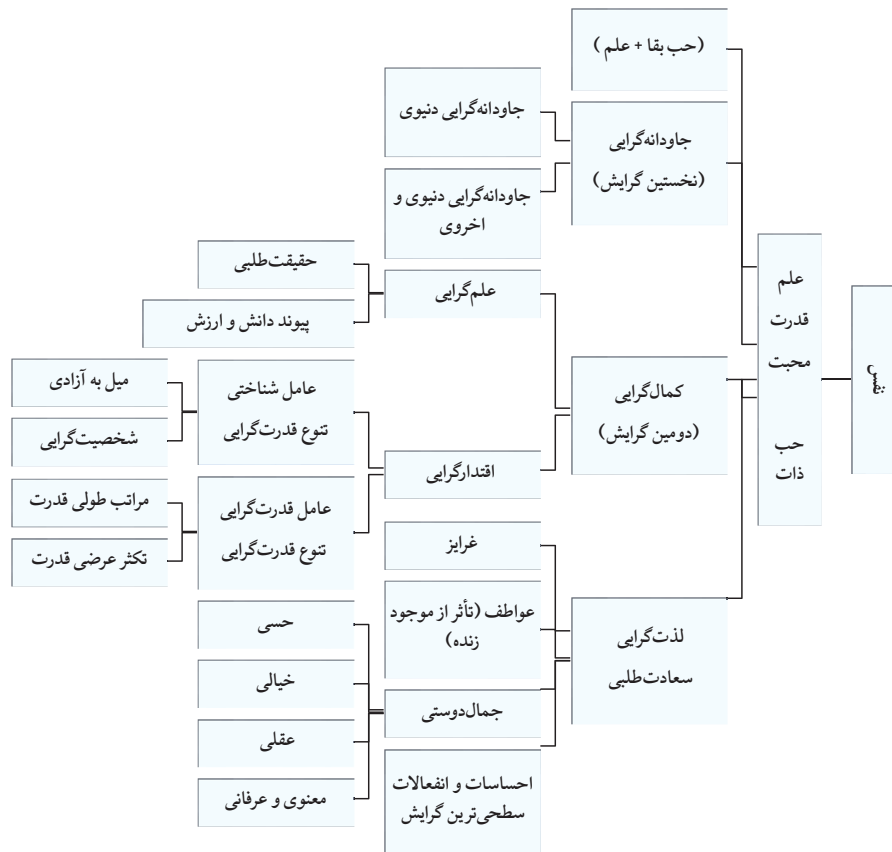 نفس
علم
قدرت
محبت
حب
ذات
(حب بقا + علم)
جاودانه‌گرایی
(نخستین گرایش)
جاودانه‌گرایی دنیوی
جاودانه‌گرایی دنیوی و
اخروی
کمال‌گرایی
(دومین گرایش)
علم‌گرایی
حقیقت‌طلبی
پیوند دانش و ارزش
اقتدارگرایی
عامل شناختی
تنوع قدرت‌گرایی
میل به آزادی
شخصیت‌گرایی
عامل قدرت‌گرایی
تنوع قدرت‌گرایی
مراتب طولی قدرت
تکثر عرضی قدرت
لذت‌گرایی
سعادت‌طلبی
غرایز
عواطف (تأثر از موجود
زنده)
جمال‌دوستی
حسی
خیالی
عقلی
معنوی و عرفانی
احساسات و انفعالات
سطحی‌ترین گرایش